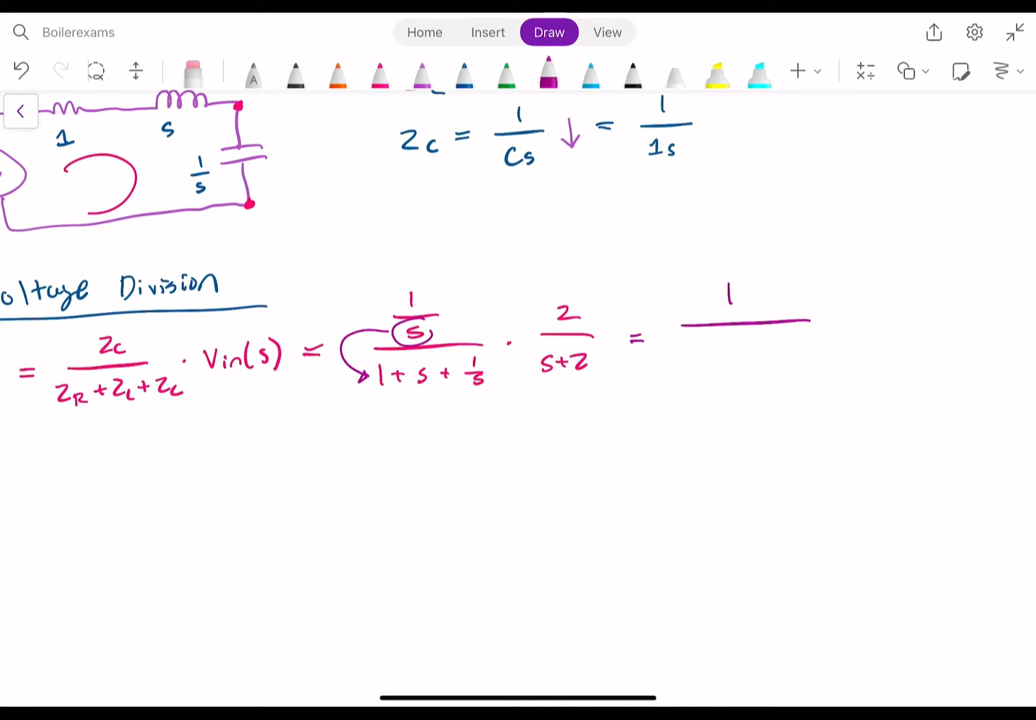 Boilerexams
Home Insert Draw View
A
1 s 1/s
Zc = 1/Cs ↓ = 1/1s
oltage Division
= Zc/(ZR+ZL+Zc) · Vin(s) = (1/s)/(1 + s + 1/s) · 2/(s+2) = 1/